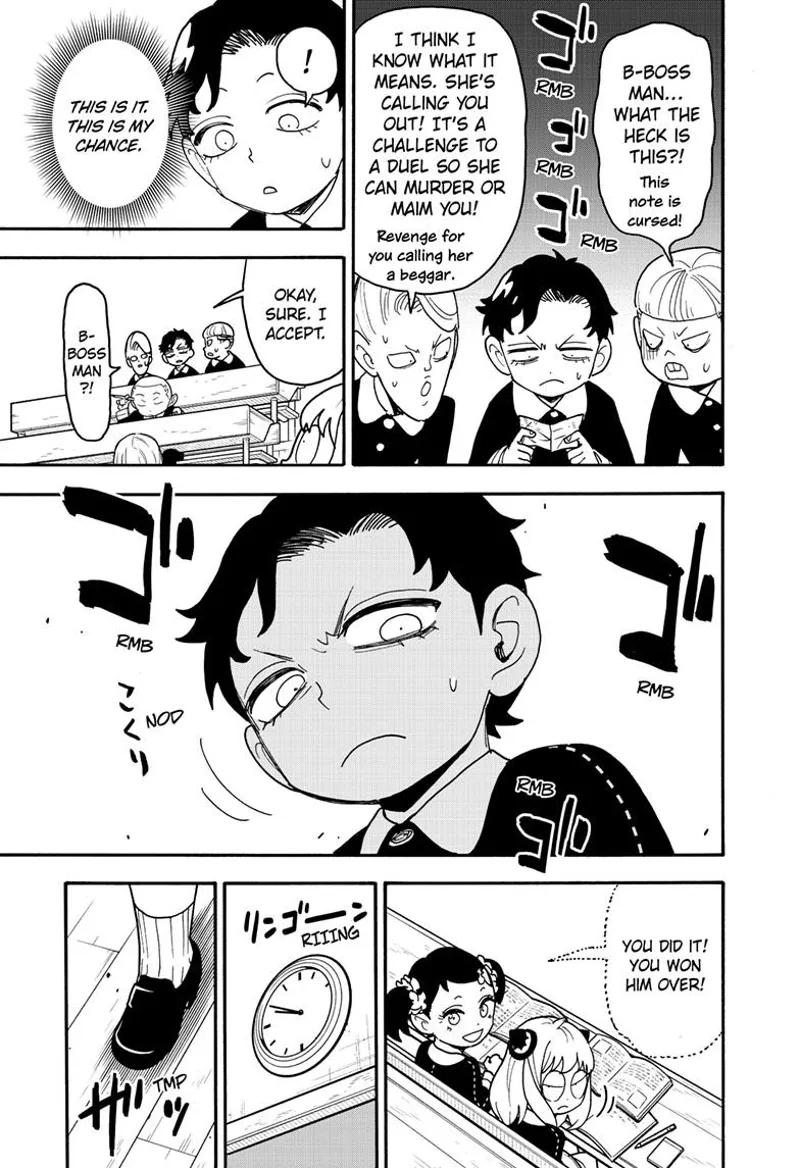 B-BOSS
MAN...
WHAT THE
HECK IS
THIS?!
This
note is
cursed!
ゴ
RMB
ゴ
RMB
ゴ
RMB
I THINK I
KNOW WHAT IT
MEANS. SHE'S
CALLING YOU
OUT! IT'S A
CHALLENGE TO
A DUEL SO SHE
CAN MURDER OR
MAIM YOU!
Revenge for
you calling her
a beggar.
!
THIS IS IT.
THIS IS MY
CHANCE.
OKAY,
SURE. I
ACCEPT.
B-
BOSS
MAN
?!
ゴ
RMB
ゴ
RMB
こくり
NOD
RMB
ゴ
YOU DID IT!
YOU WON
HIM OVER!
リンゴーン
RIIING
TMP
ザッ